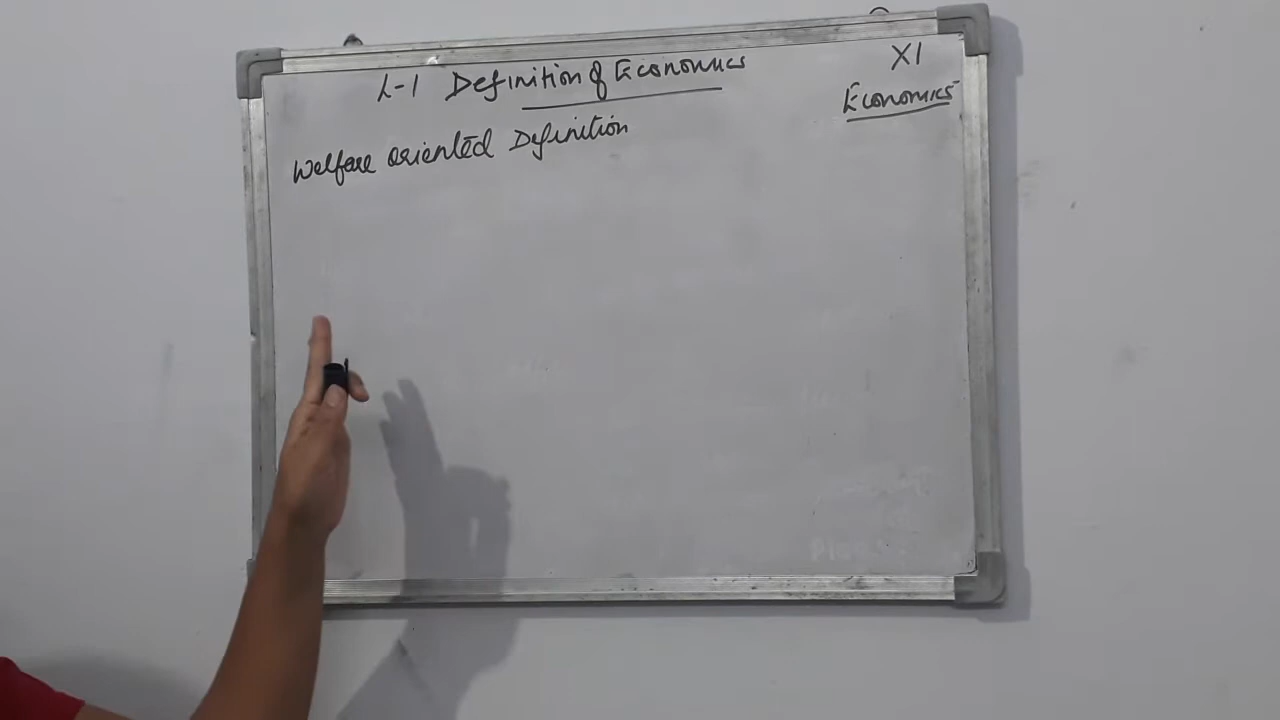 L-1 Definition of Economics
XI
Economics
Welfare oriented Definition